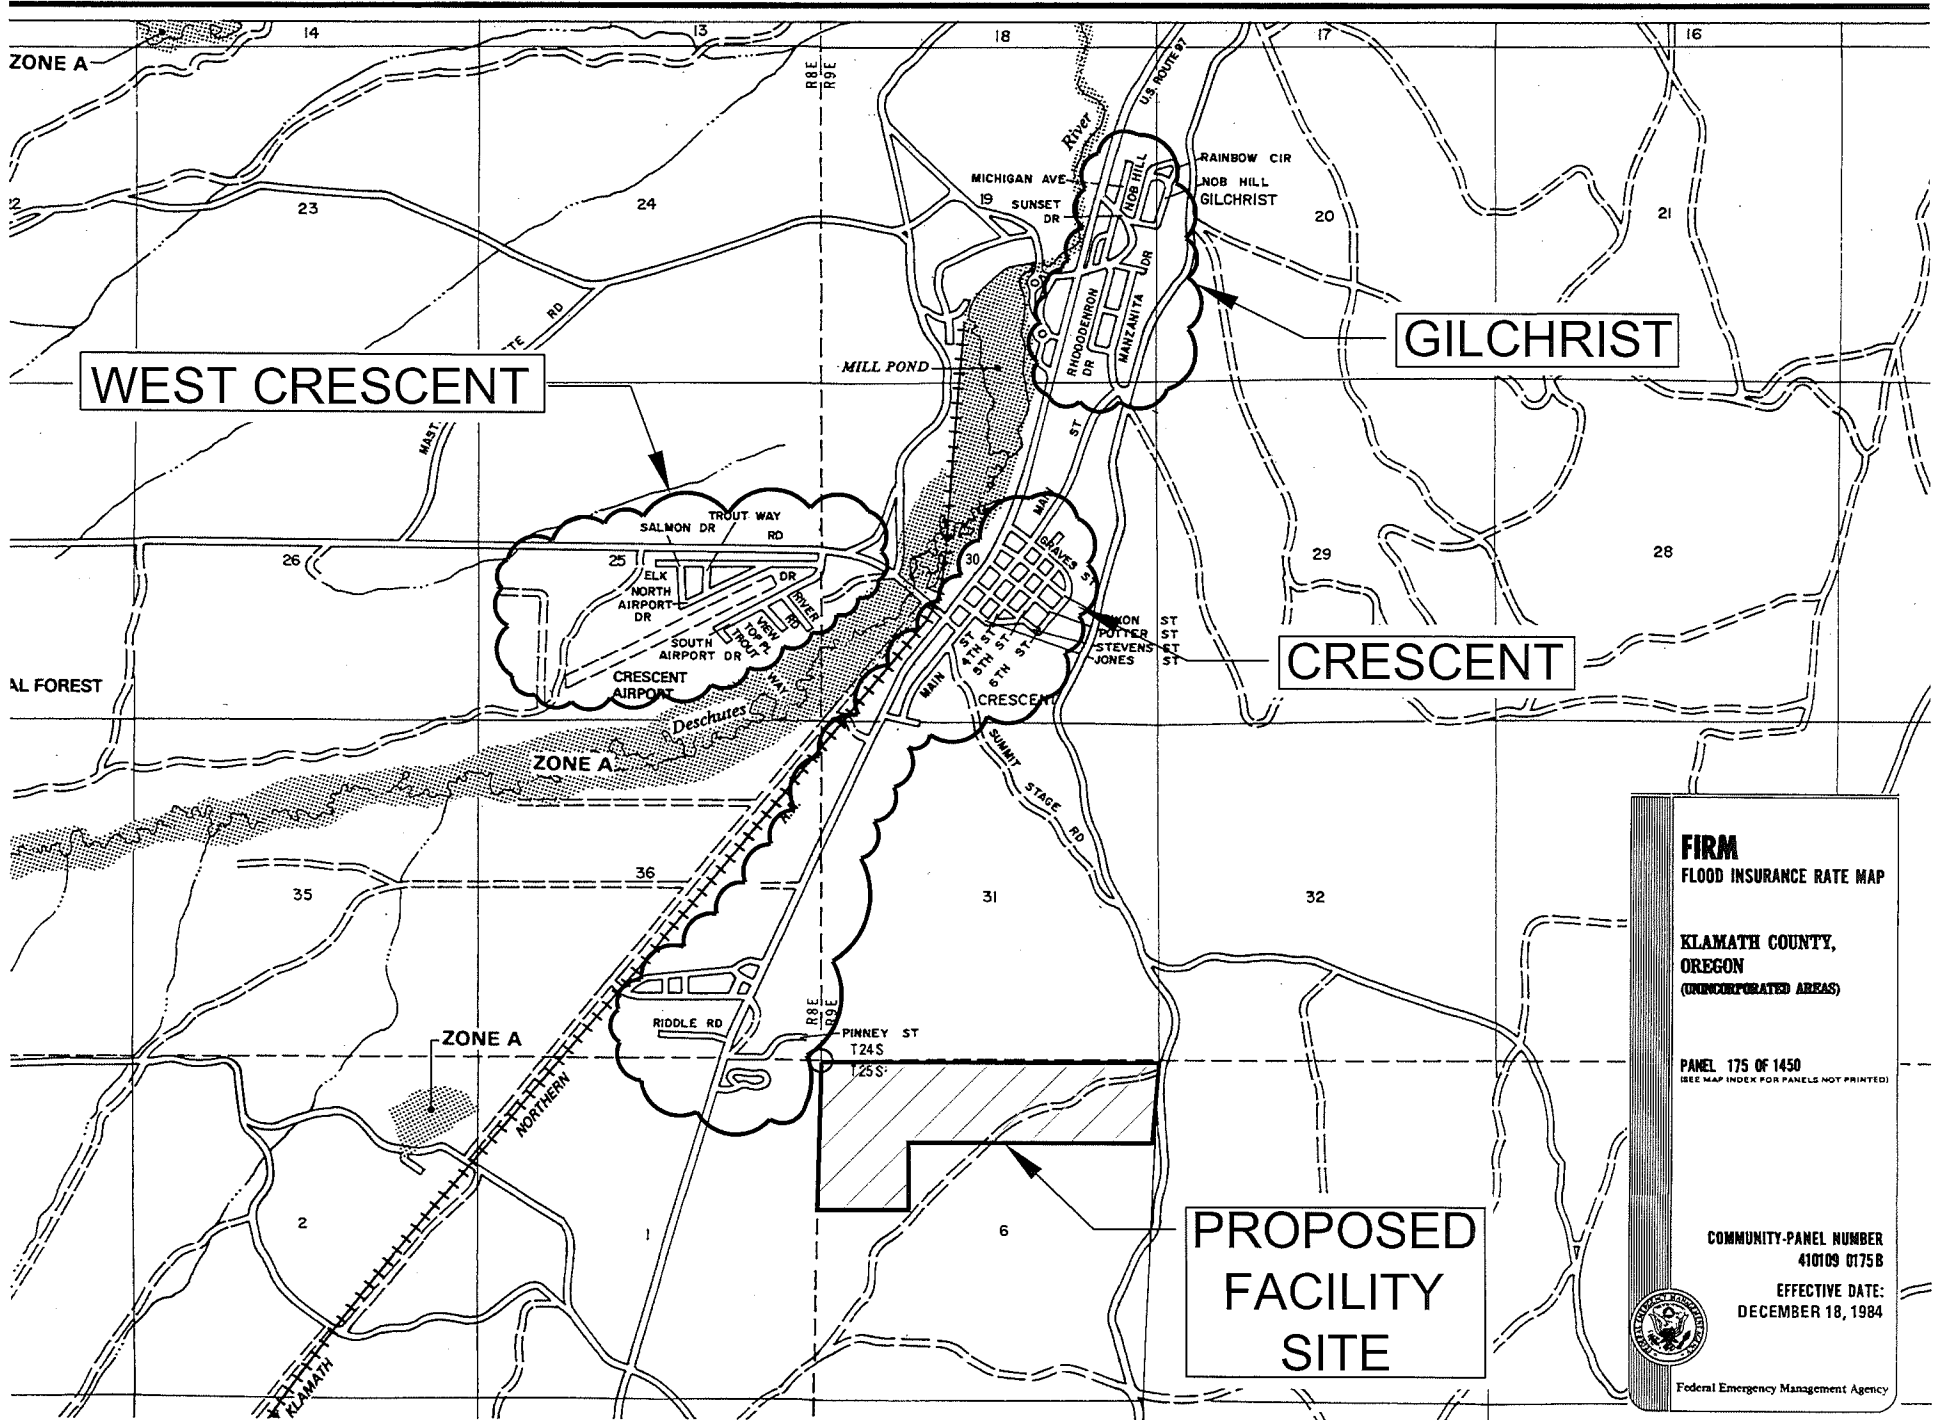 14
13
18
17
16
ZONE A
R8E
R9E
U.S. ROUTE 97
River
RAINBOW CIR
MICHIGAN AVE
NOB HILL
NOB HILL
GILCHRIST
SUNSET
DR
22
23
24
19
20
21
DR
RD
TE
MAST
RHODODENRON
DR
MANZANITA
GILCHRIST
MILL POND
WEST CRESCENT
ST
MAIN
TROUT WAY
SALMON DR
RD
GRAVES ST
26
25
30
29
28
ELK
DR
NORTH
AIRPORT
DR
RIVER
RD
VIEW
TOP PL
TROUT
WAY
SOUTH
AIRPORT DR
CRESCENT
AIRPORT
XON ST
POTTER ST
STEVENS ST
JONES ST
ST
4TH ST
5TH ST
6TH ST
MAIN
CRESCENT
CRESCENT
AL FOREST
Deschutes
ZONE A
SUMMIT STAGE RD
R.R.
35
36
31
32
FIRM
FLOOD INSURANCE RATE MAP
KLAMATH COUNTY,
OREGON
(UNINCORPORATED AREAS)
PANEL 175 OF 1450
(SEE MAP INDEX FOR PANELS NOT PRINTED)
COMMUNITY-PANEL NUMBER
410109 0175B
EFFECTIVE DATE:
DECEMBER 18, 1984
Federal Emergency Management Agency
R8E
R9E
RIDDLE RD
PINNEY ST
T24S
T25S
ZONE A
NORTHERN
KLAMATH
2
1
6
PROPOSED
FACILITY
SITE